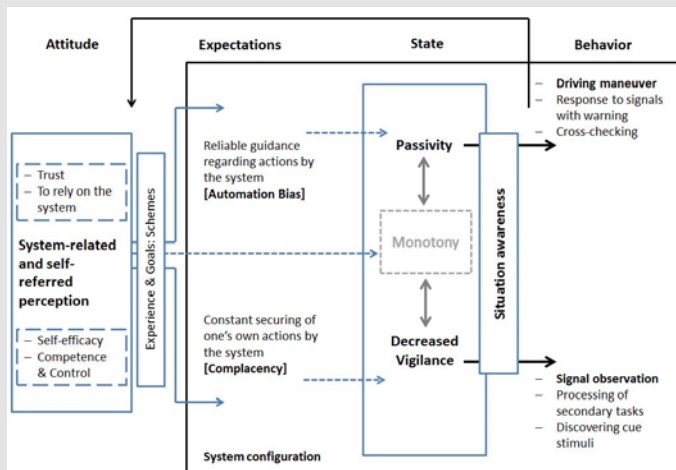 Attitude
Expectations
State
Behavior
– Trust
– To rely on the
system
System-related
and self-
referred
perception
– Self-efficacy
– Competence
& Control
Experience & Goals: Schemes
Reliable guidance
regarding actions by
the system
[Automation Bias]
Constant securing of
one's own actions by
the system
[Complacency]
System configuration
Passivity
Monotony
Decreased
Vigilance
Situation awareness
– Driving maneuver
– Response to signals
with warning
– Cross-checking
– Signal observation
– Processing of
secondary tasks
– Discovering cue
stimuli